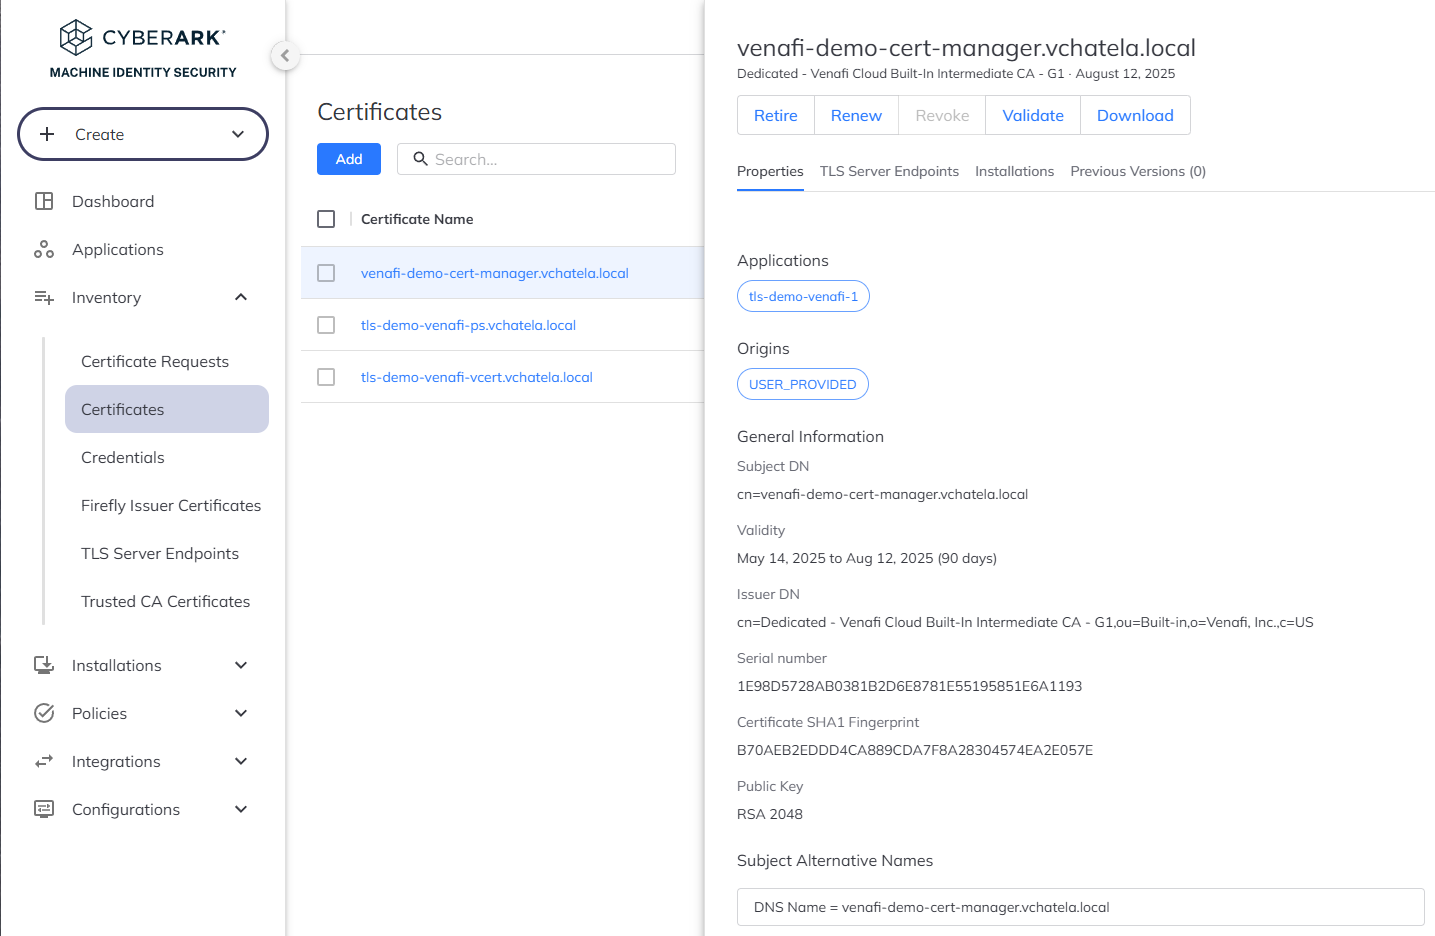 CYBERARK
MACHINE IDENTITY SECURITY
Create
Dashboard
Applications
Inventory
Certificate Requests
Certificates
Credentials
Firefly Issuer Certificates
TLS Server Endpoints
Trusted CA Certificates
Installations
Policies
Integrations
Configurations
Certificates
Add
Search...
Certificate Name
venafi-demo-cert-manager.vchatela.local
tls-demo-venafi-ps.vchatela.local
tls-demo-venafi-vcert.vchatela.local
venafi-demo-cert-manager.vchatela.local
Dedicated - Venafi Cloud Built-In Intermediate CA - G1 · August 12, 2025
Retire Renew Revoke Validate Download
Properties TLS Server Endpoints Installations Previous Versions (0)
Applications
tls-demo-venafi-1
Origins
USER_PROVIDED
General Information
Subject DN
cn=venafi-demo-cert-manager.vchatela.local
Validity
May 14, 2025 to Aug 12, 2025 (90 days)
Issuer DN
cn=Dedicated - Venafi Cloud Built-In Intermediate CA - G1,ou=Built-in,o=Venafi, Inc.,c=US
Serial number
1E98D5728AB0381B2D6E8781E55195851E6A1193
Certificate SHA1 Fingerprint
B70AEB2EDDD4CA889CDA7F8A28304574EA2E057E
Public Key
RSA 2048
Subject Alternative Names
DNS Name = venafi-demo-cert-manager.vchatela.local